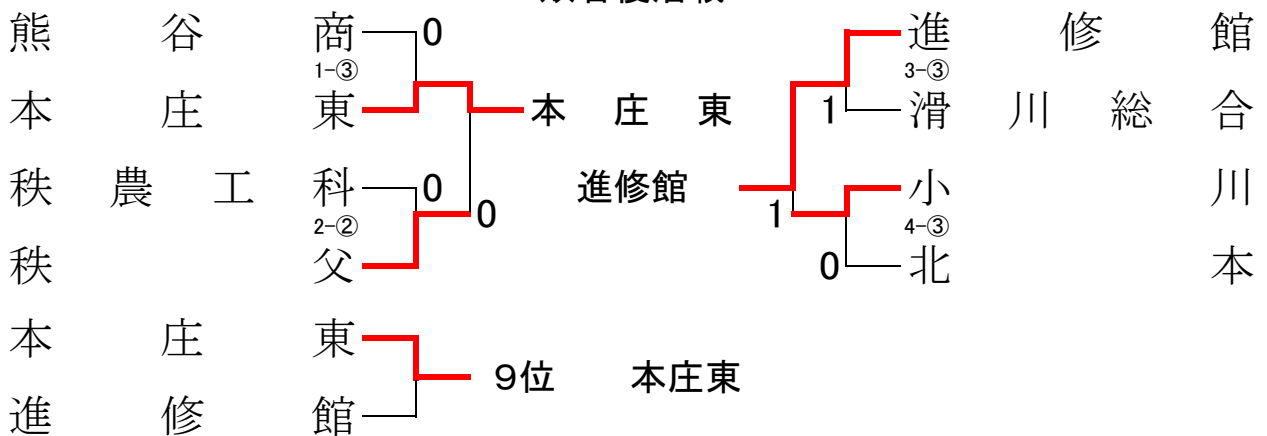 熊谷商 0
1-③
本庄東
本庄東
秩農工科 0
2-②
0
秩父
進修館
3-③
1 滑川総合
進修館
小川
1
4-③
0 北本
本庄東
9位 本庄東
進修館